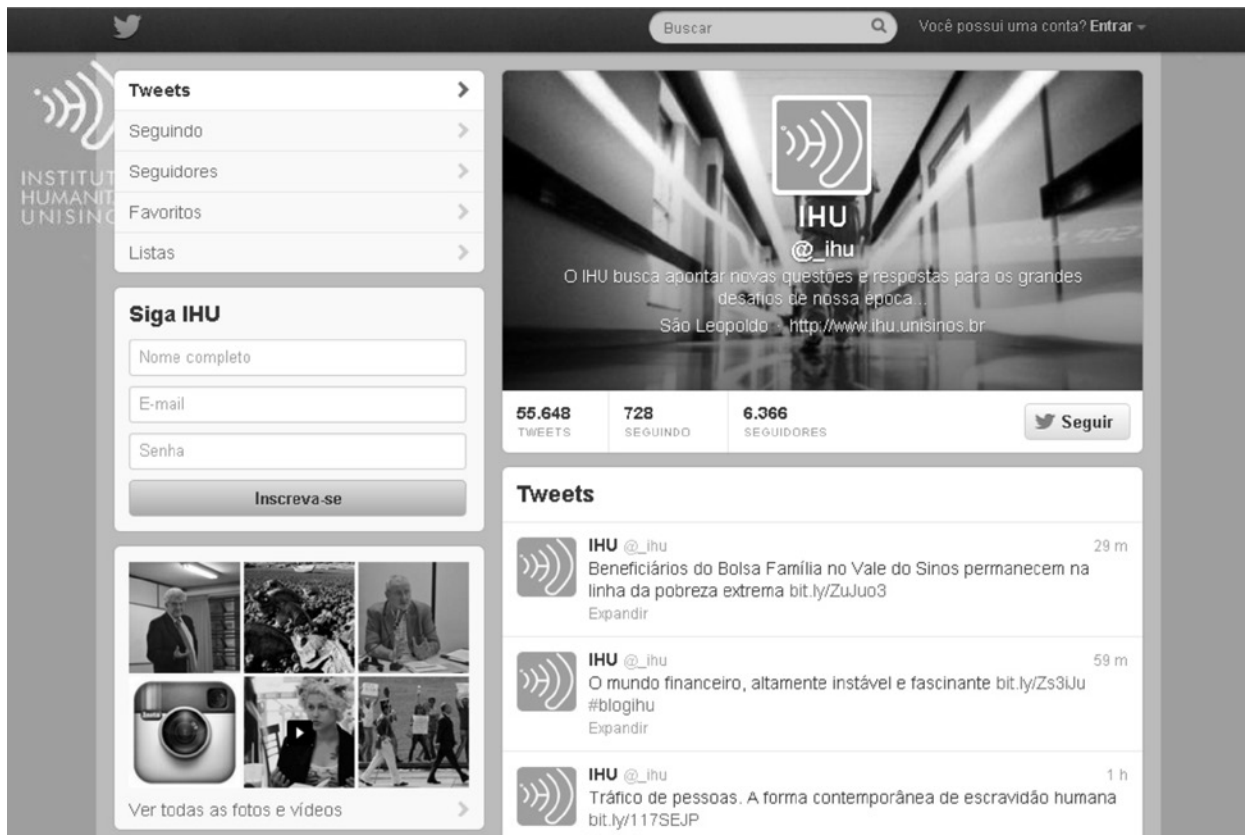 Buscar
Você possui uma conta? Entrar
INSTITUT
HUMANIT
UNISINO
Tweets
Seguindo
Seguidores
Favoritos
Listas
Siga IHU
Nome completo
E-mail
Senha
Inscreva-se
Ver todas as fotos e vídeos
IHU
@_ihu
O IHU busca apontar novas questões e respostas para os grandes
desafios de nossa época...
São Leopoldo · http://www.ihu.unisinos.br
55.648 728 6.366
TWEETS SEGUINDO SEGUIDORES
Seguir
Tweets
IHU @_ihu 29 m
Beneficiários do Bolsa Família no Vale do Sinos permanecem na
linha da pobreza extrema bit.ly/ZuJuo3
Expandir
IHU @_ihu 59 m
O mundo financeiro, altamente instável e fascinante bit.ly/Zs3iJu
#blogihu
Expandir
IHU @_ihu 1 h
Tráfico de pessoas. A forma contemporânea de escravidão humana
bit.ly/117SEJP